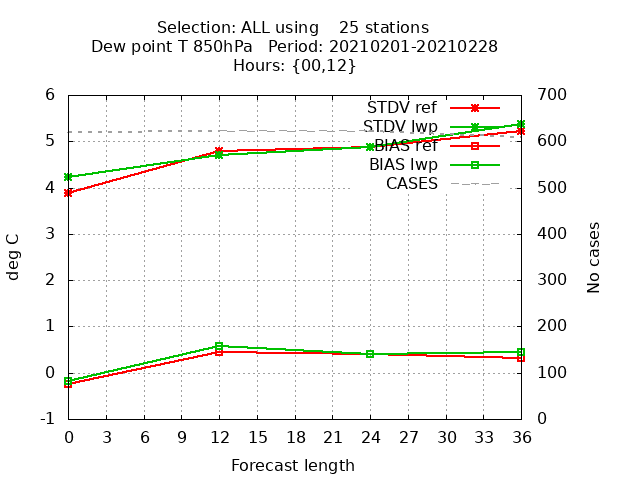 Selection: ALL using 25 stations
Dew point T 850hPa Period: 20210201-20210228
Hours: {00,12}
6 700
STDV ref
STDV lwp
5 600
BIAS ref
BIAS lwp
CASES
4 500
3 400
deg C No cases
2 300
1 200
0 100
-1 0
0 3 6 9 12 15 18 21 24 27 30 33 36
Forecast length